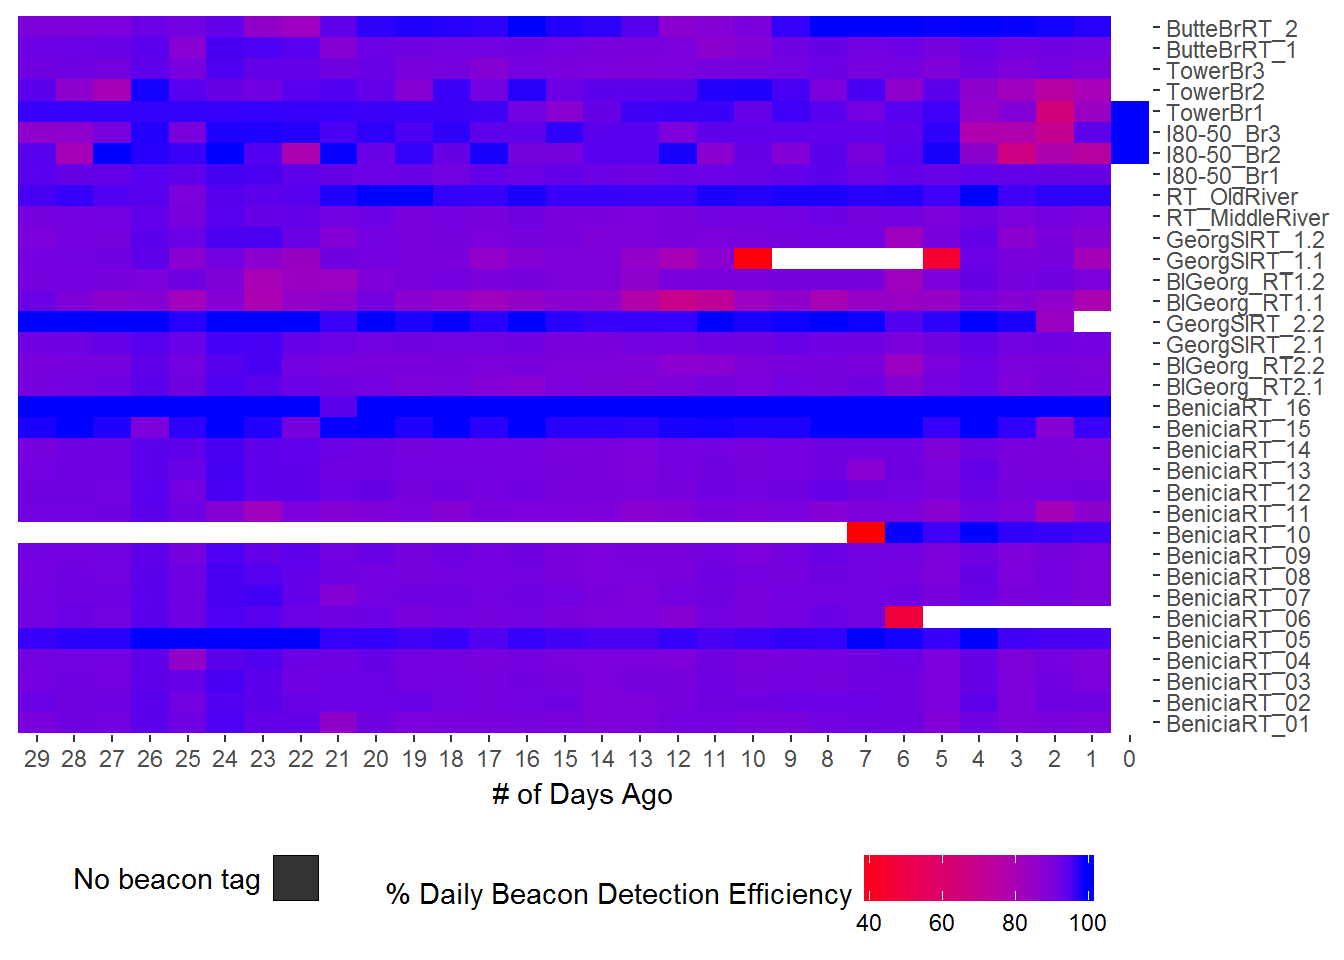 ButteBrRT_2
ButteBrRT_1
TowerBr3
TowerBr2
TowerBr1
I80-50_Br3
I80-50_Br2
I80-50_Br1
RT_OldRiver
RT_MiddleRiver
GeorgSlRT_1.2
GeorgSlRT_1.1
BlGeorg_RT1.2
BlGeorg_RT1.1
GeorgSlRT_2.2
GeorgSlRT_2.1
BlGeorg_RT2.2
BlGeorg_RT2.1
BeniciaRT_16
BeniciaRT_15
BeniciaRT_14
BeniciaRT_13
BeniciaRT_12
BeniciaRT_11
BeniciaRT_10
BeniciaRT_09
BeniciaRT_08
BeniciaRT_07
BeniciaRT_06
BeniciaRT_05
BeniciaRT_04
BeniciaRT_03
BeniciaRT_02
BeniciaRT_01
29 28 27 26 25 24 23 22 21 20 19 18 17 16 15 14 13 12 11 10 9 8 7 6 5 4 3 2 1 0
# of Days Ago
No beacon tag
% Daily Beacon Detection Efficiency
40 60 80 100